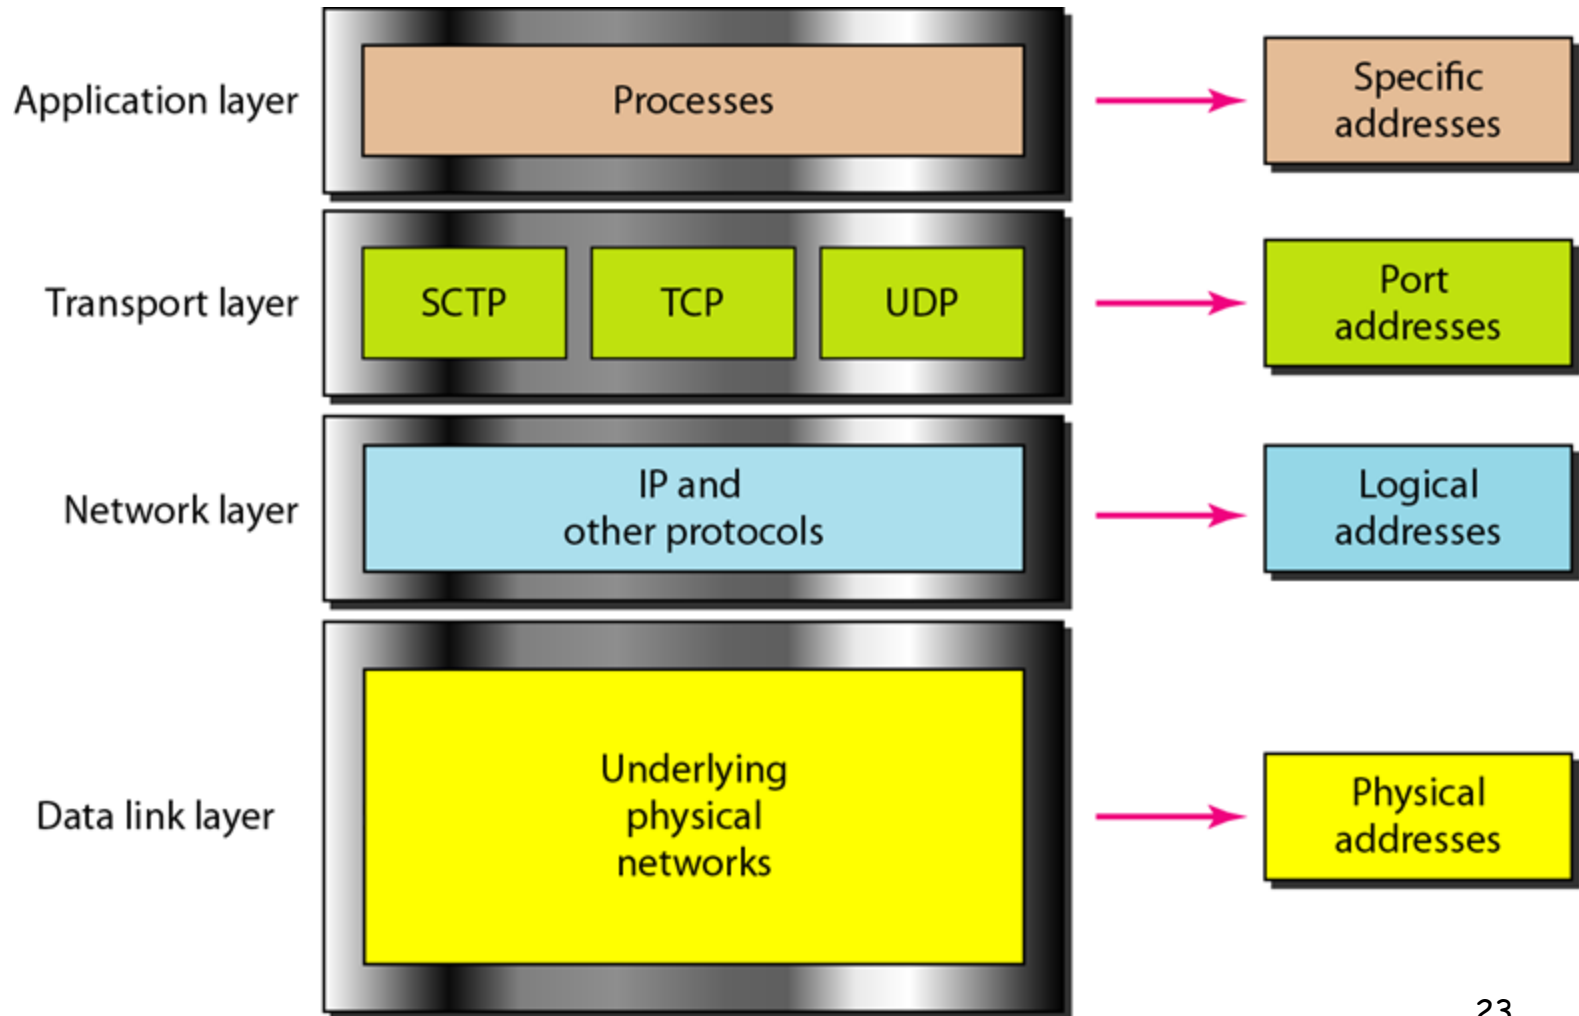 Application layer
Processes
Specific
addresses
Transport layer
SCTP
TCP
UDP
Port
addresses
Network layer
IP and
other protocols
Logical
addresses
Data link layer
Underlying
physical
networks
Physical
addresses
23